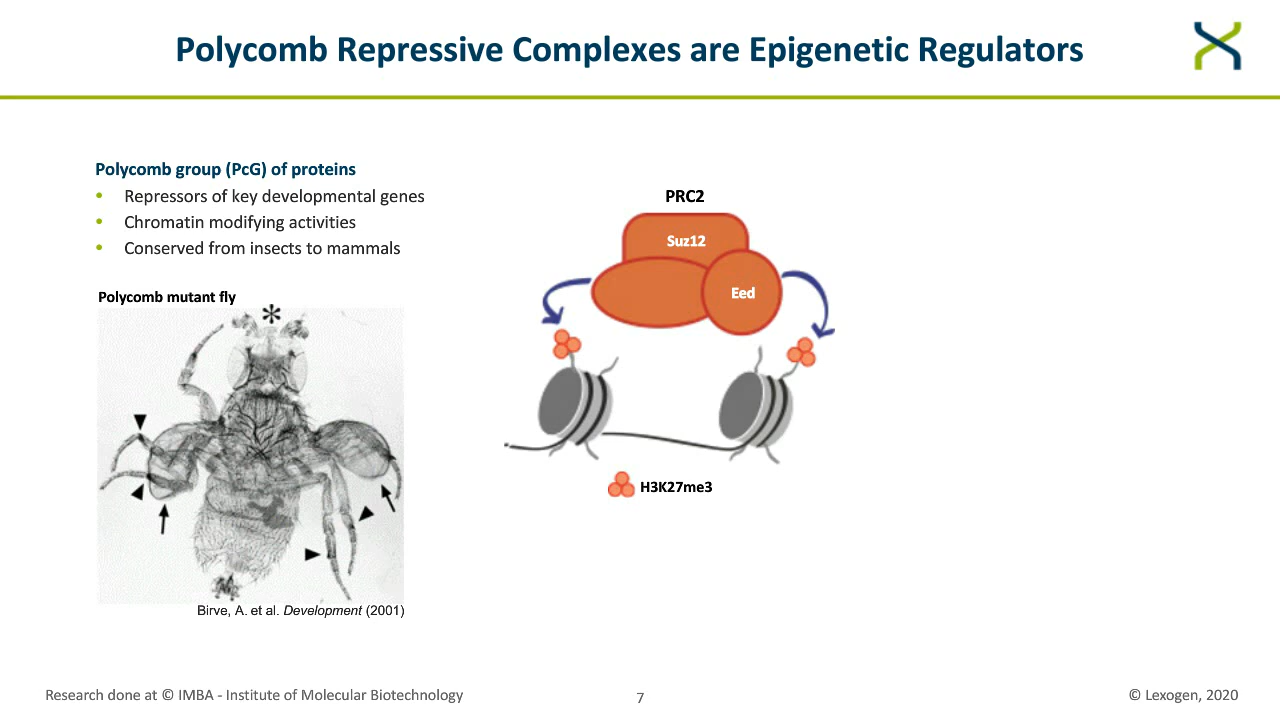 Polycomb Repressive Complexes are Epigenetic Regulators
Polycomb group (PcG) of proteins
• Repressors of key developmental genes
• Chromatin modifying activities
• Conserved from insects to mammals
Polycomb mutant fly
*
Birve, A. et al. Development (2001)
PRC2
Suz12
Eed
H3K27me3
Research done at © IMBA - Institute of Molecular Biotechnology
7
© Lexogen, 2020